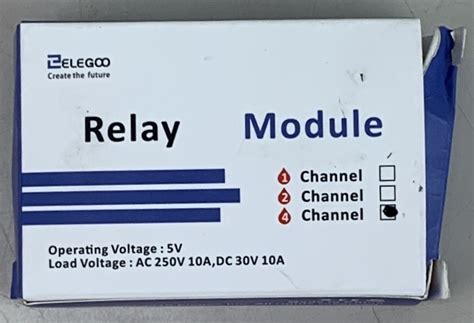 ELEGOO
Create the future
Relay Module
1 Channel
2 Channel
4 Channel
Operating Voltage : 5V
Load Voltage : AC 250V 10A,DC 30V 10A